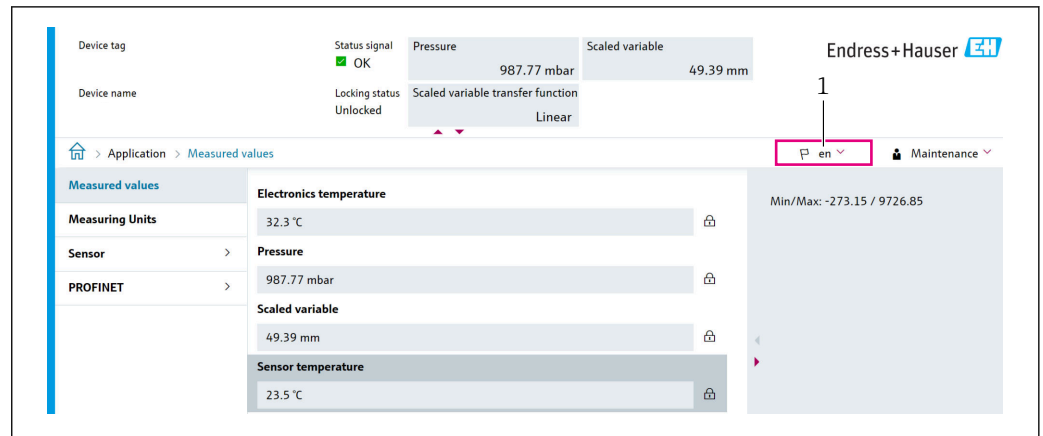 Device tag
Status signal
OK
Pressure
987.77 mbar
Scaled variable
49.39 mm
Endress+Hauser EH
Device name
Locking status
Unlocked
Scaled variable transfer function
Linear
1
Application > Measured values
en
Maintenance
Measured values
Measuring Units
Sensor >
PROFINET >
Electronics temperature
32.3 °C
Pressure
987.77 mbar
Scaled variable
49.39 mm
Sensor temperature
23.5 °C
Min/Max: -273.15 / 9726.85